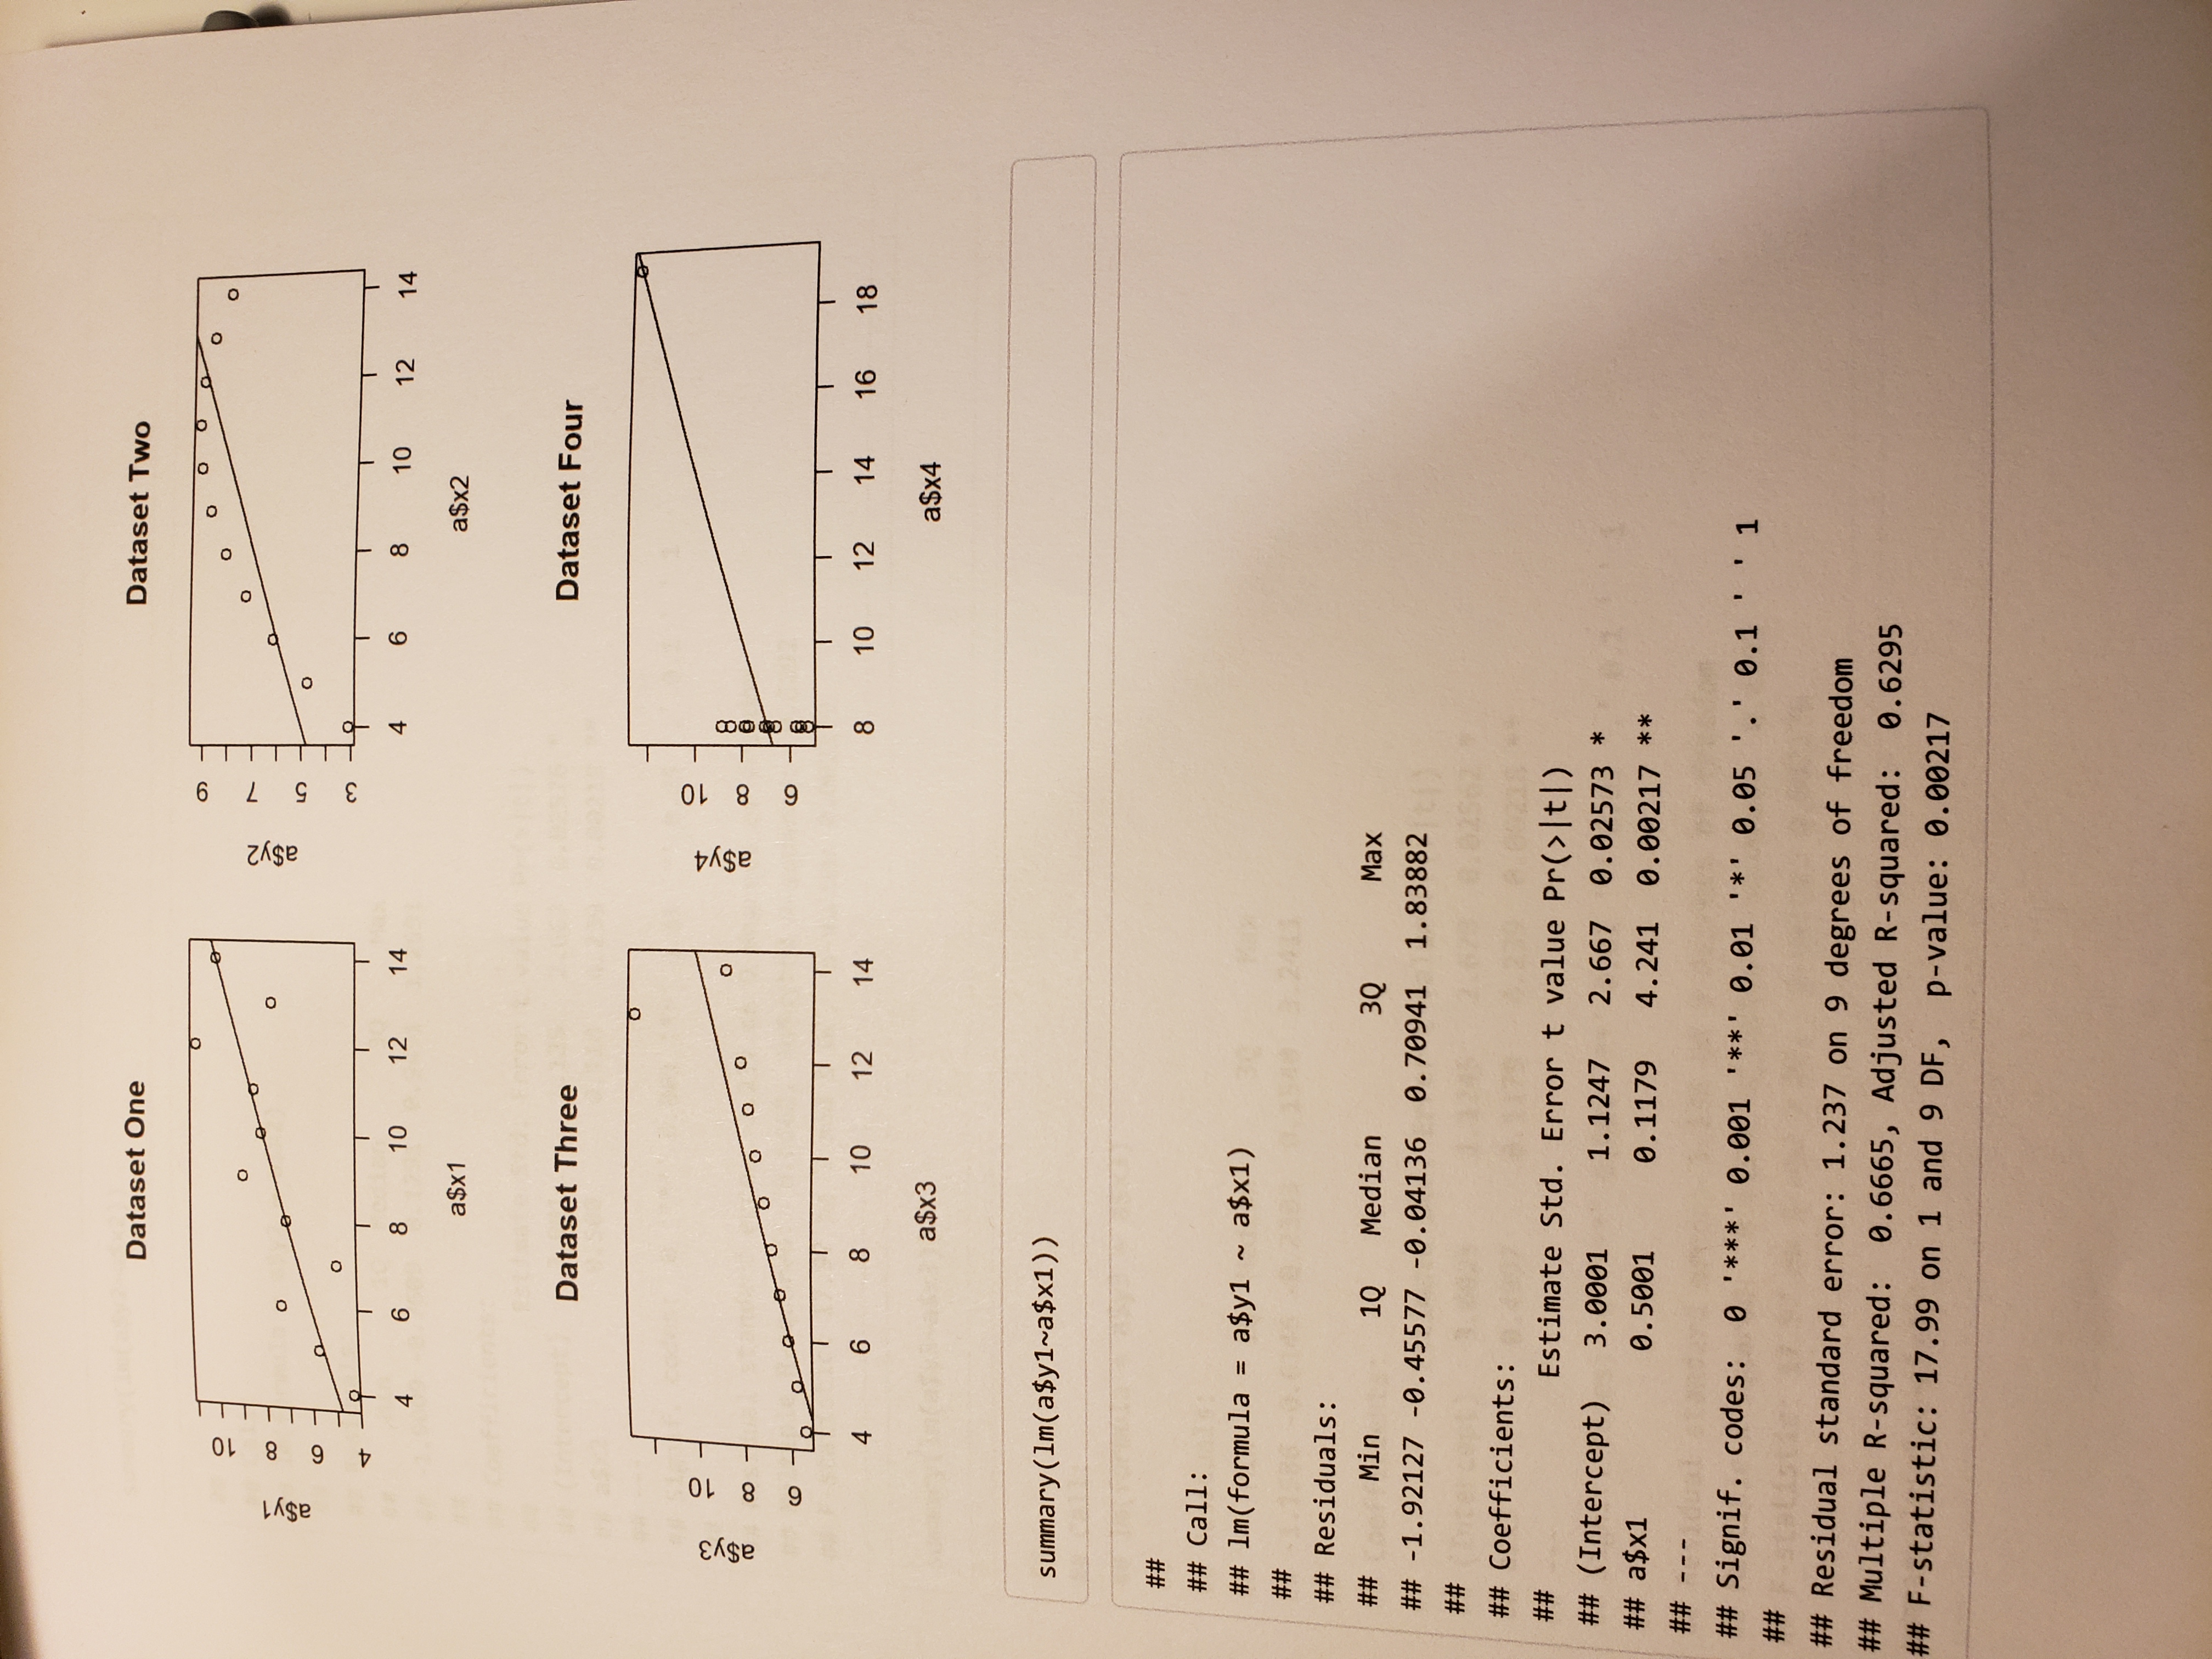 Dataset One
Dataset Two
a$y1
4 6 8 10
4 6 8 10 12 14
a$x1
a$y2
3 5 7 9
4 6 8 10 12 14
a$x2
Dataset Three
Dataset Four
a$y3
6 8 10
4 6 8 10 12 14
a$x3
a$y4
6 8 10
8 10 12 14 16 18
a$x4
summary(lm(a$y1~a$x1))
##
## Call:
## lm(formula = a$y1 ~ a$x1)
##
## Residuals:
##      Min       1Q   Median       3Q      Max
## -1.92127 -0.45577 -0.04136  0.70941  1.83882
##
## Coefficients:
##             Estimate Std. Error t value Pr(>|t|)
## (Intercept)   3.0001     1.1247   2.667  0.02573 *
## a$x1          0.5001     0.1179   4.241  0.00217 **
## ---
## Signif. codes:  0 '***' 0.001 '**' 0.01 '*' 0.05 '.' 0.1 ' ' 1
##
## Residual standard error: 1.237 on 9 degrees of freedom
## Multiple R-squared:  0.6665, Adjusted R-squared:  0.6295
## F-statistic: 17.99 on 1 and 9 DF,  p-value: 0.00217